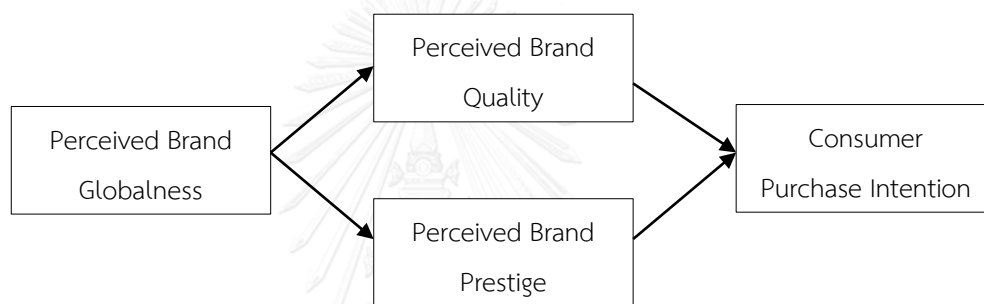 Perceived Brand
Quality
Perceived Brand
Globalness
Consumer
Purchase Intention
Perceived Brand
Prestige